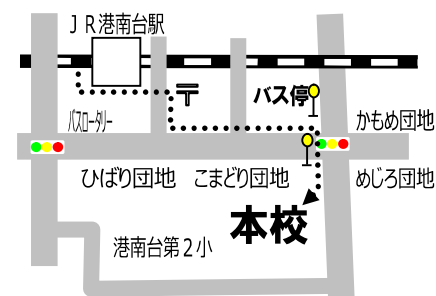 ＪＲ港南台駅
〒
バス停
バスロータリー
かもめ団地
ひばり団地
こまどり団地
めじろ団地
本校
港南台第２小